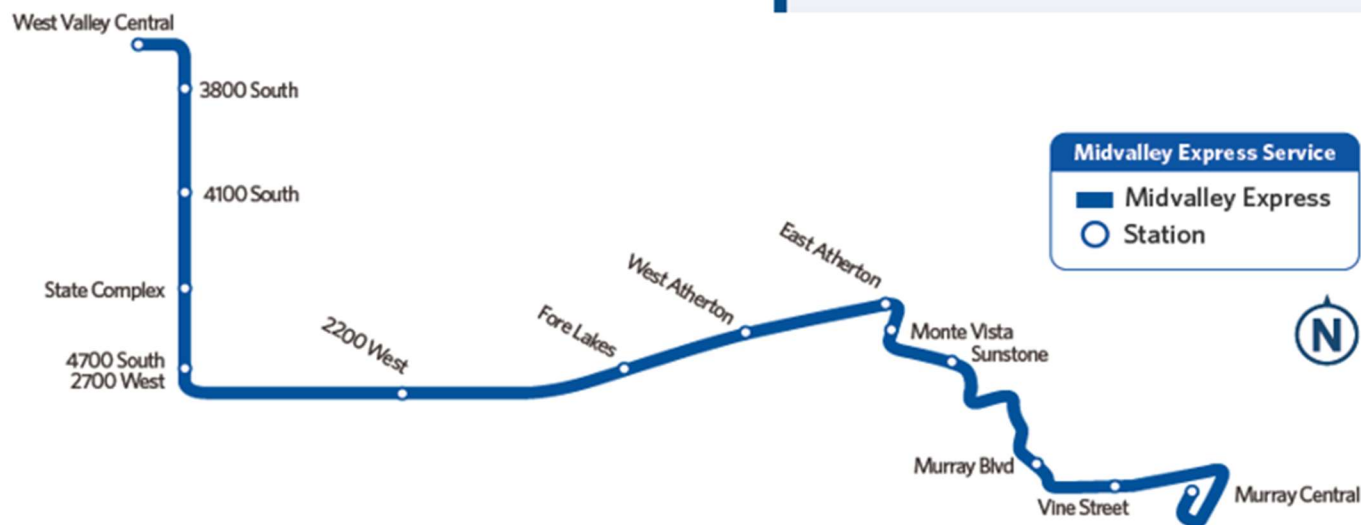 West Valley Central
3800 South
4100 South
State Complex
4700 South
2700 West
2200 West
Fore Lakes
West Atherton
East Atherton
Monte Vista
Sunstone
Murray Blvd
Vine Street
Murray Central
Midvalley Express Service
Midvalley Express
Station
N